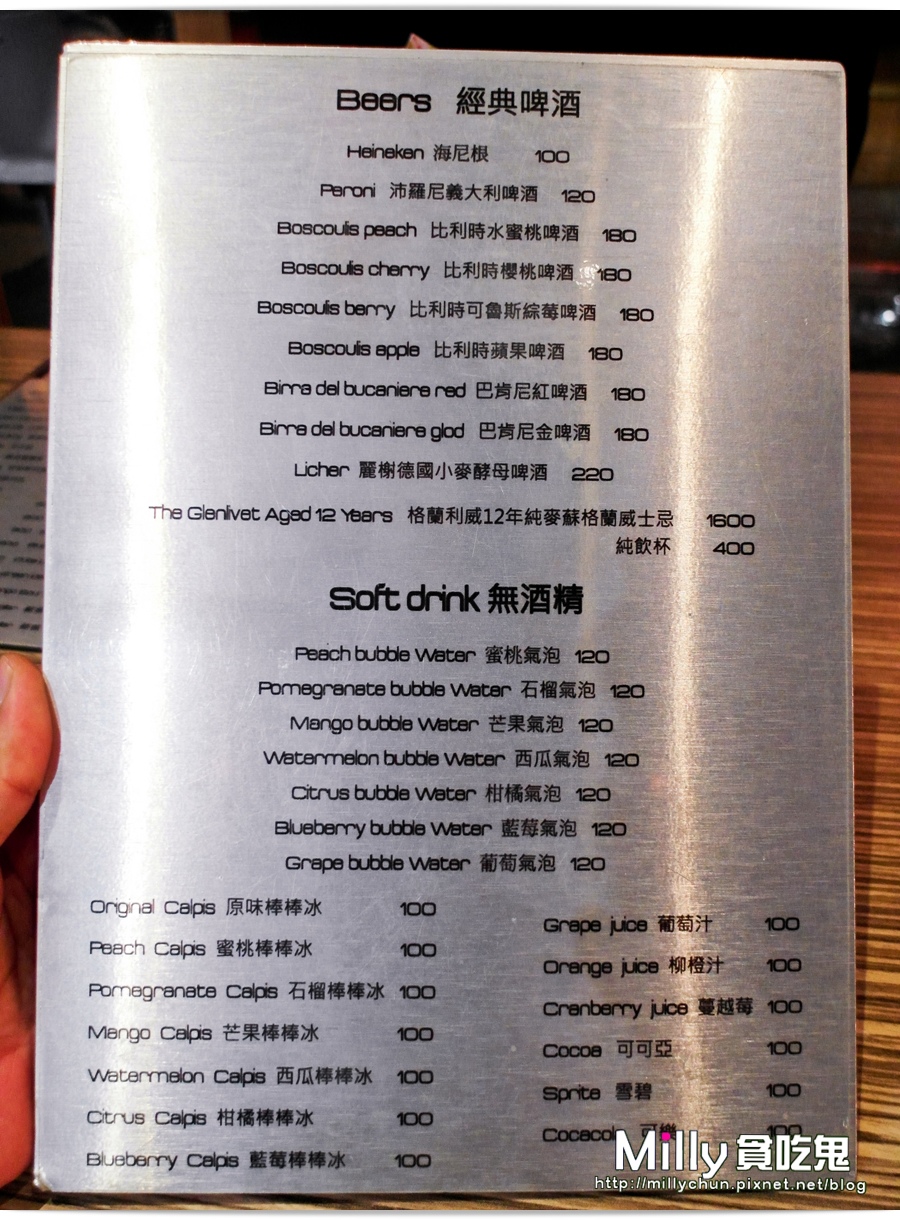 Beers 經典啤酒
Heineken 海尼根 100
Peroni 沛羅尼義大利啤酒 120
Boscoulis peach 比利時水蜜桃啤酒 180
Boscoulis cherry 比利時櫻桃啤酒 180
Boscoulis berry 比利時可魯斯綜莓啤酒 180
Boscoulis apple 比利時蘋果啤酒 180
Birra del bucaniere red 巴肯尼紅啤酒 180
Birra del bucaniere glod 巴肯尼金啤酒 180
Licher 麗榭德國小麥酵母啤酒 220
The Glenlivet Aged 12 Years 格蘭利威12年純麥蘇格蘭威士忌 1600
純飲杯 400
Soft drink 無酒精
Peach bubble Water 蜜桃氣泡 120
Pomegranate bubble Water 石榴氣泡 120
Mango bubble Water 芒果氣泡 120
Watermelon bubble Water 西瓜氣泡 120
Citrus bubble Water 柑橘氣泡 120
Blueberry bubble Water 藍莓氣泡 120
Grape bubble Water 葡萄氣泡 120
Original Calpis 原味棒棒冰 100
Peach Calpis 蜜桃棒棒冰 100
Pomegranate Calpis 石榴棒棒冰 100
Mango Calpis 芒果棒棒冰 100
Watermelon Calpis 西瓜棒棒冰 100
Citrus Calpis 柑橘棒棒冰 100
Blueberry Calpis 藍莓棒棒冰 100
Grape juice 葡萄汁 100
Orange juice 柳橙汁 100
Cranberry juice 蔓越莓 100
Cocoa 可可亞 100
Sprite 雪碧 100
Cocacola 可樂 100
Milly 貪吃鬼
http://millychun.pixnet.net/blog